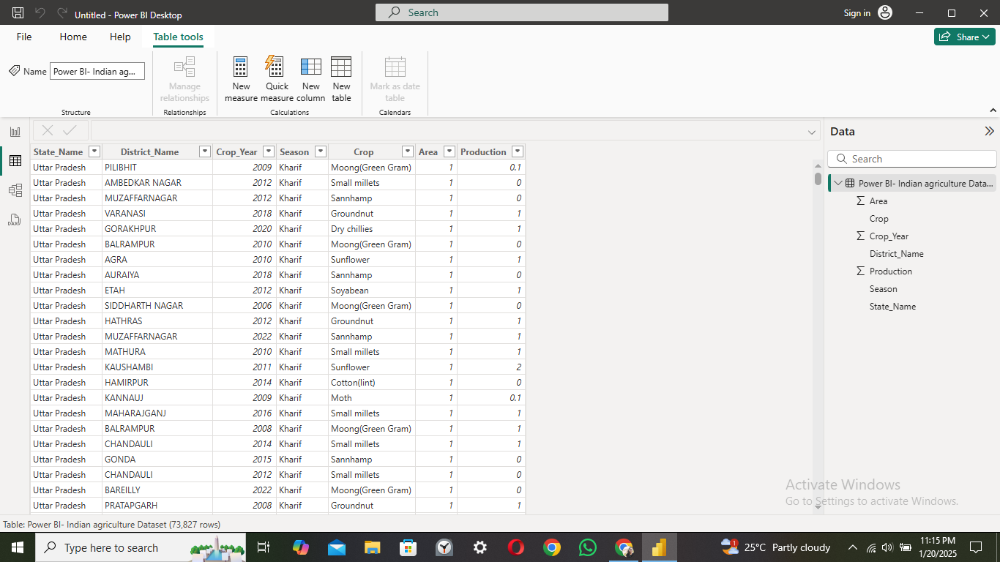 Untitled - Power BI Desktop
Search
Sign in
File Home Help Table tools
Share
Name Power BI- Indian ag...
Manage relationships
New measure
Quick measure
New column
New table
Mark as date table
Structure Relationships Calculations Calendars
State_Name District_Name Crop_Year Season Crop Area Production
Uttar Pradesh PILIBHIT 2009 Kharif Moong(Green Gram) 1 0.1
Uttar Pradesh AMBEDKAR NAGAR 2012 Kharif Small millets 1 0
Uttar Pradesh MUZAFFARNAGAR 2012 Kharif Sannhamp 1 0
Uttar Pradesh VARANASI 2018 Kharif Groundnut 1 1
Uttar Pradesh GORAKHPUR 2020 Kharif Dry chillies 1 1
Uttar Pradesh BALRAMPUR 2010 Kharif Moong(Green Gram) 1 0
Uttar Pradesh AGRA 2010 Kharif Sunflower 1 1
Uttar Pradesh AURAIYA 2018 Kharif Sannhamp 1 0
Uttar Pradesh ETAH 2012 Kharif Soyabean 1 1
Uttar Pradesh SIDDHARTH NAGAR 2006 Kharif Moong(Green Gram) 1 0
Uttar Pradesh HATHRAS 2012 Kharif Groundnut 1 1
Uttar Pradesh MUZAFFARNAGAR 2022 Kharif Sannhamp 1 1
Uttar Pradesh MATHURA 2010 Kharif Small millets 1 1
Uttar Pradesh KAUSHAMBI 2011 Kharif Sunflower 1 2
Uttar Pradesh HAMIRPUR 2014 Kharif Cotton(lint) 1 0
Uttar Pradesh KANNAUJ 2009 Kharif Moth 1 0.1
Uttar Pradesh MAHARAJGANJ 2016 Kharif Small millets 1 1
Uttar Pradesh BALRAMPUR 2008 Kharif Moong(Green Gram) 1 1
Uttar Pradesh CHANDAULI 2014 Kharif Small millets 1 1
Uttar Pradesh GONDA 2015 Kharif Sannhamp 1 0
Uttar Pradesh CHANDAULI 2012 Kharif Small millets 1 0
Uttar Pradesh BAREILLY 2022 Kharif Moong(Green Gram) 1 0
Uttar Pradesh PRATAPGARH 2008 Kharif Groundnut 1 1
DAX
Data
Search
Power BI- Indian agriculture Data...
Area
Crop
Crop_Year
District_Name
Production
Season
State_Name
Activate Windows
Go to Settings to activate Windows.
Table: Power BI- Indian agriculture Dataset (73,827 rows)
Type here to search
1
25°C Partly cloudy
11:15 PM
1/20/2025